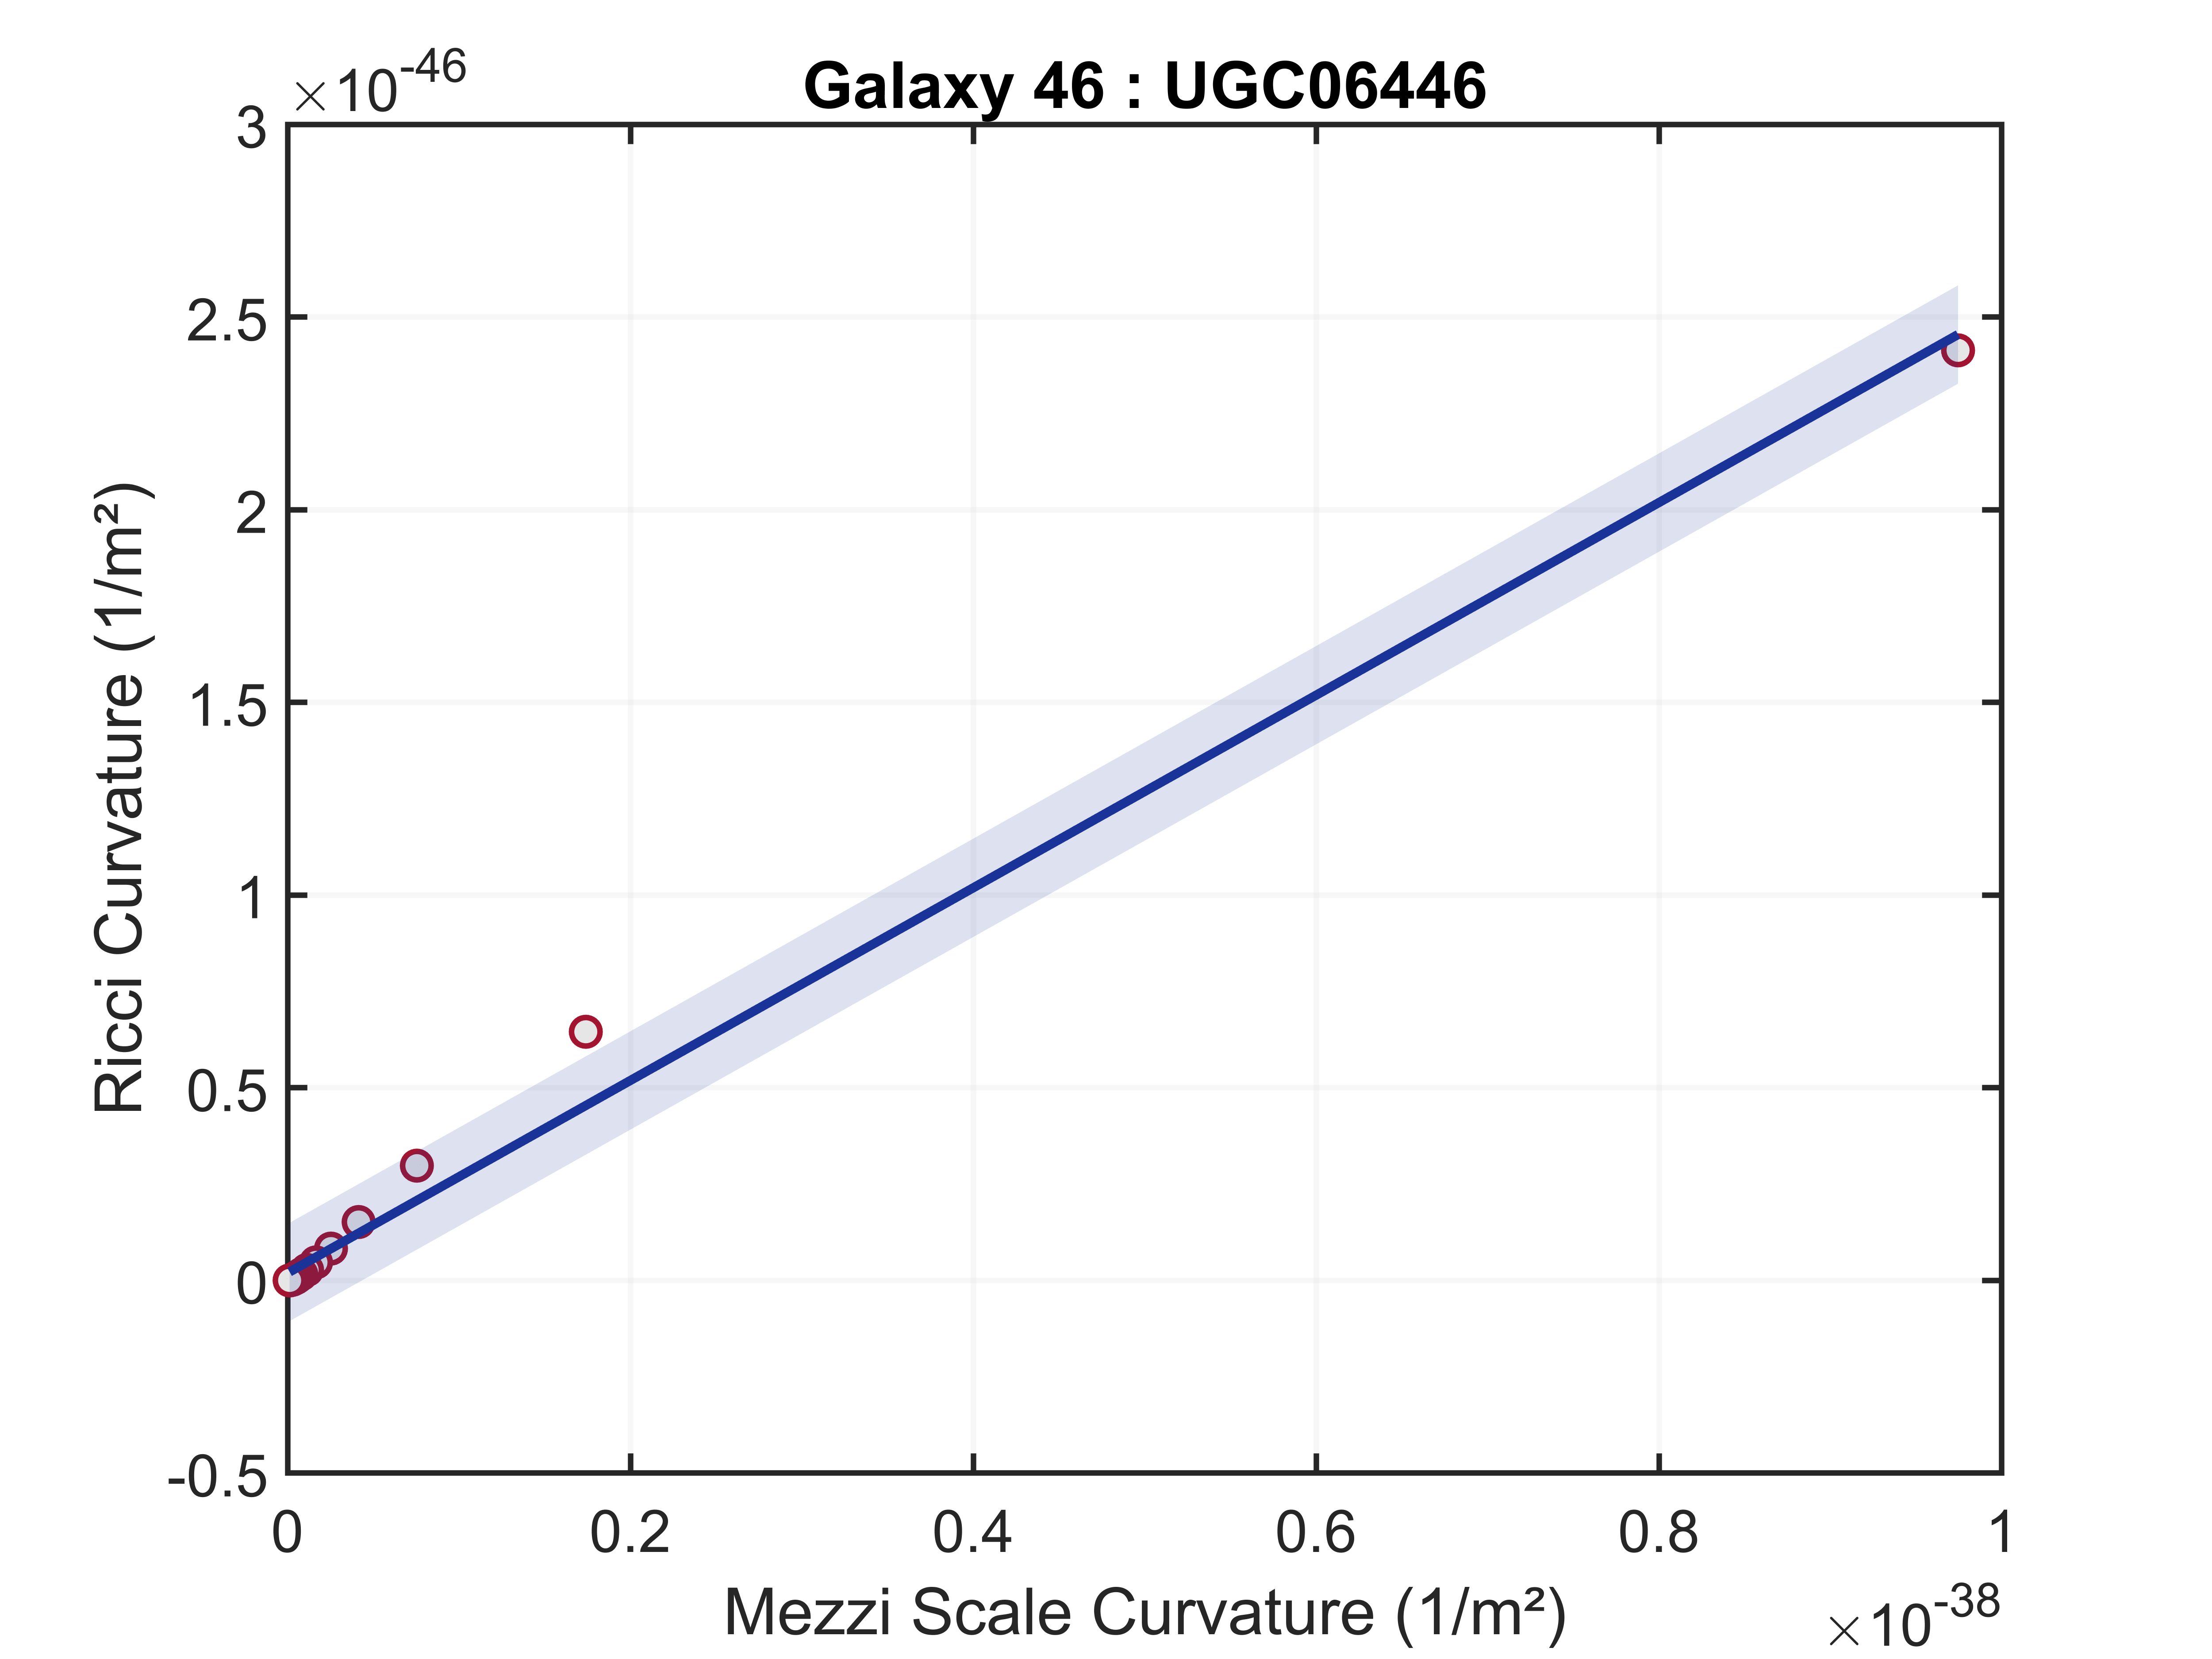 ×10^-46
Galaxy 46 : UGC06446
3
2.5
2
1.5
1
0.5
0
-0.5
Ricci Curvature (1/m²)
0 0.2 0.4 0.6 0.8 1
Mezzi Scale Curvature (1/m²)
×10^-38